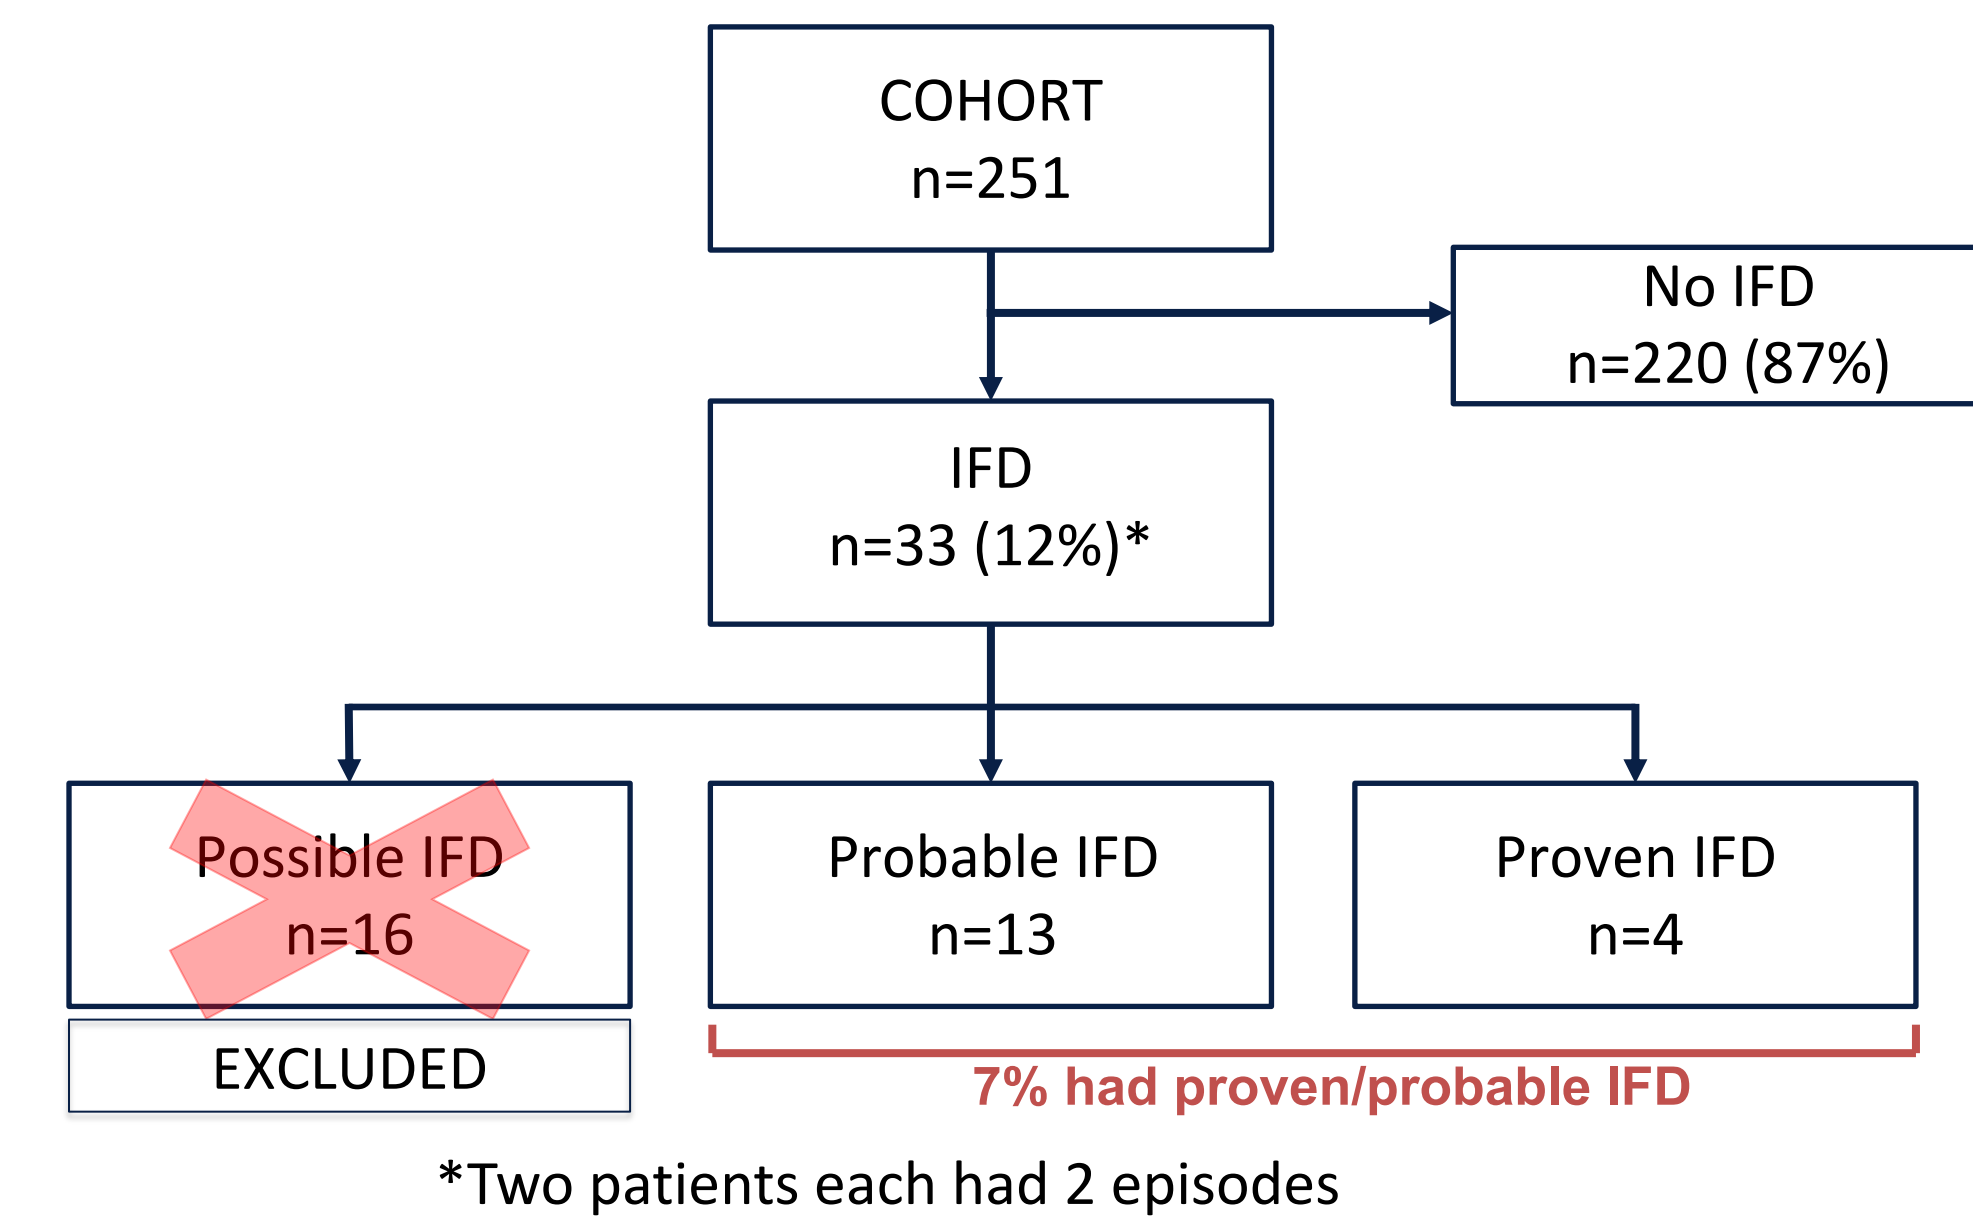 COHORT
n=251
No IFD
n=220 (87%)
IFD
n=33 (12%)*
Possible IFD
n=16
EXCLUDED
Probable IFD
n=13
Proven IFD
n=4
7% had proven/probable IFD
*Two patients each had 2 episodes